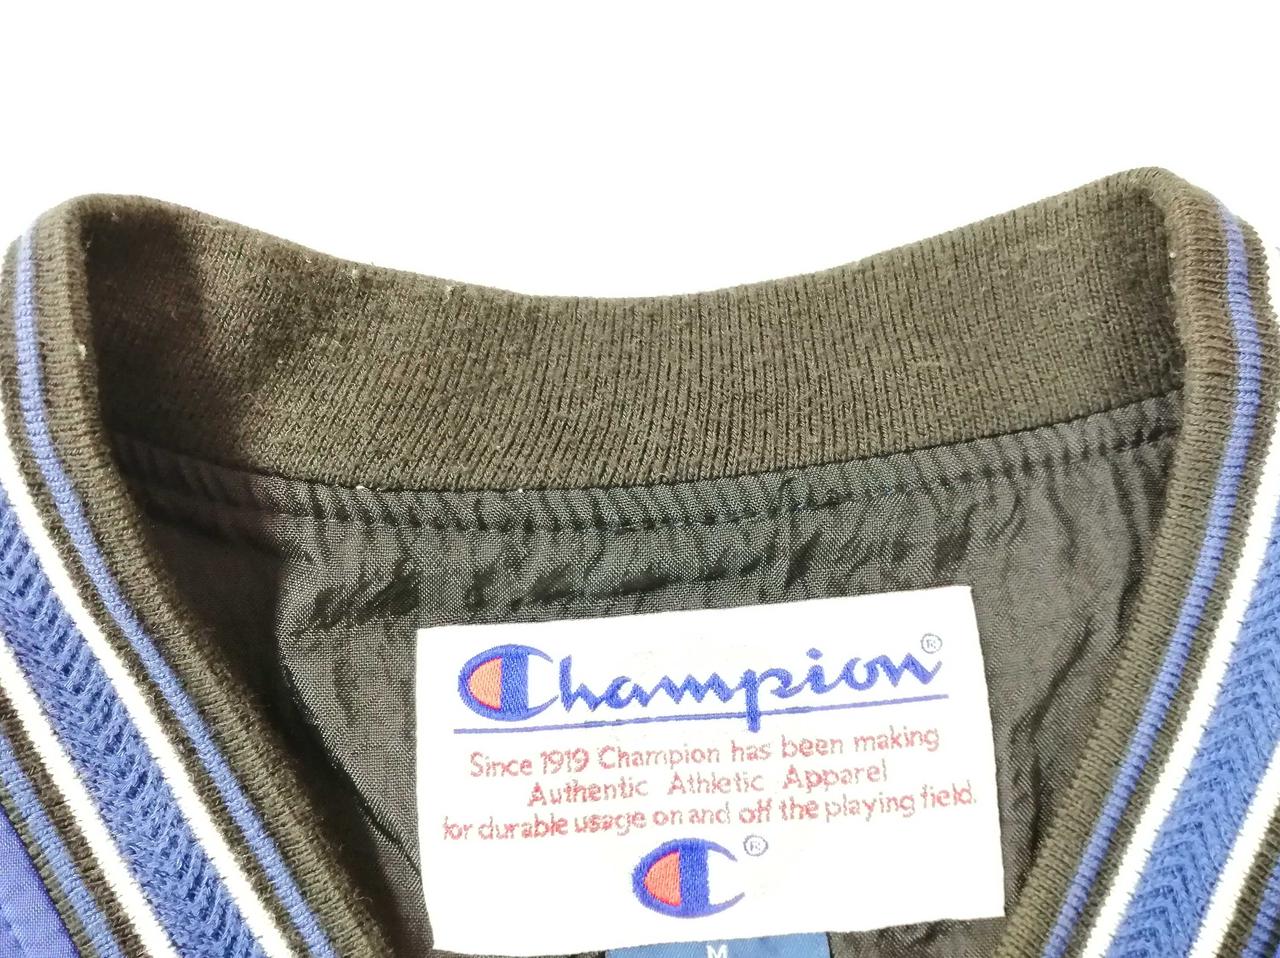 Champion®
Since 1919 Champion has been making
Authentic Athletic Apparel
for durable usage on and off the playing field.
C®
M